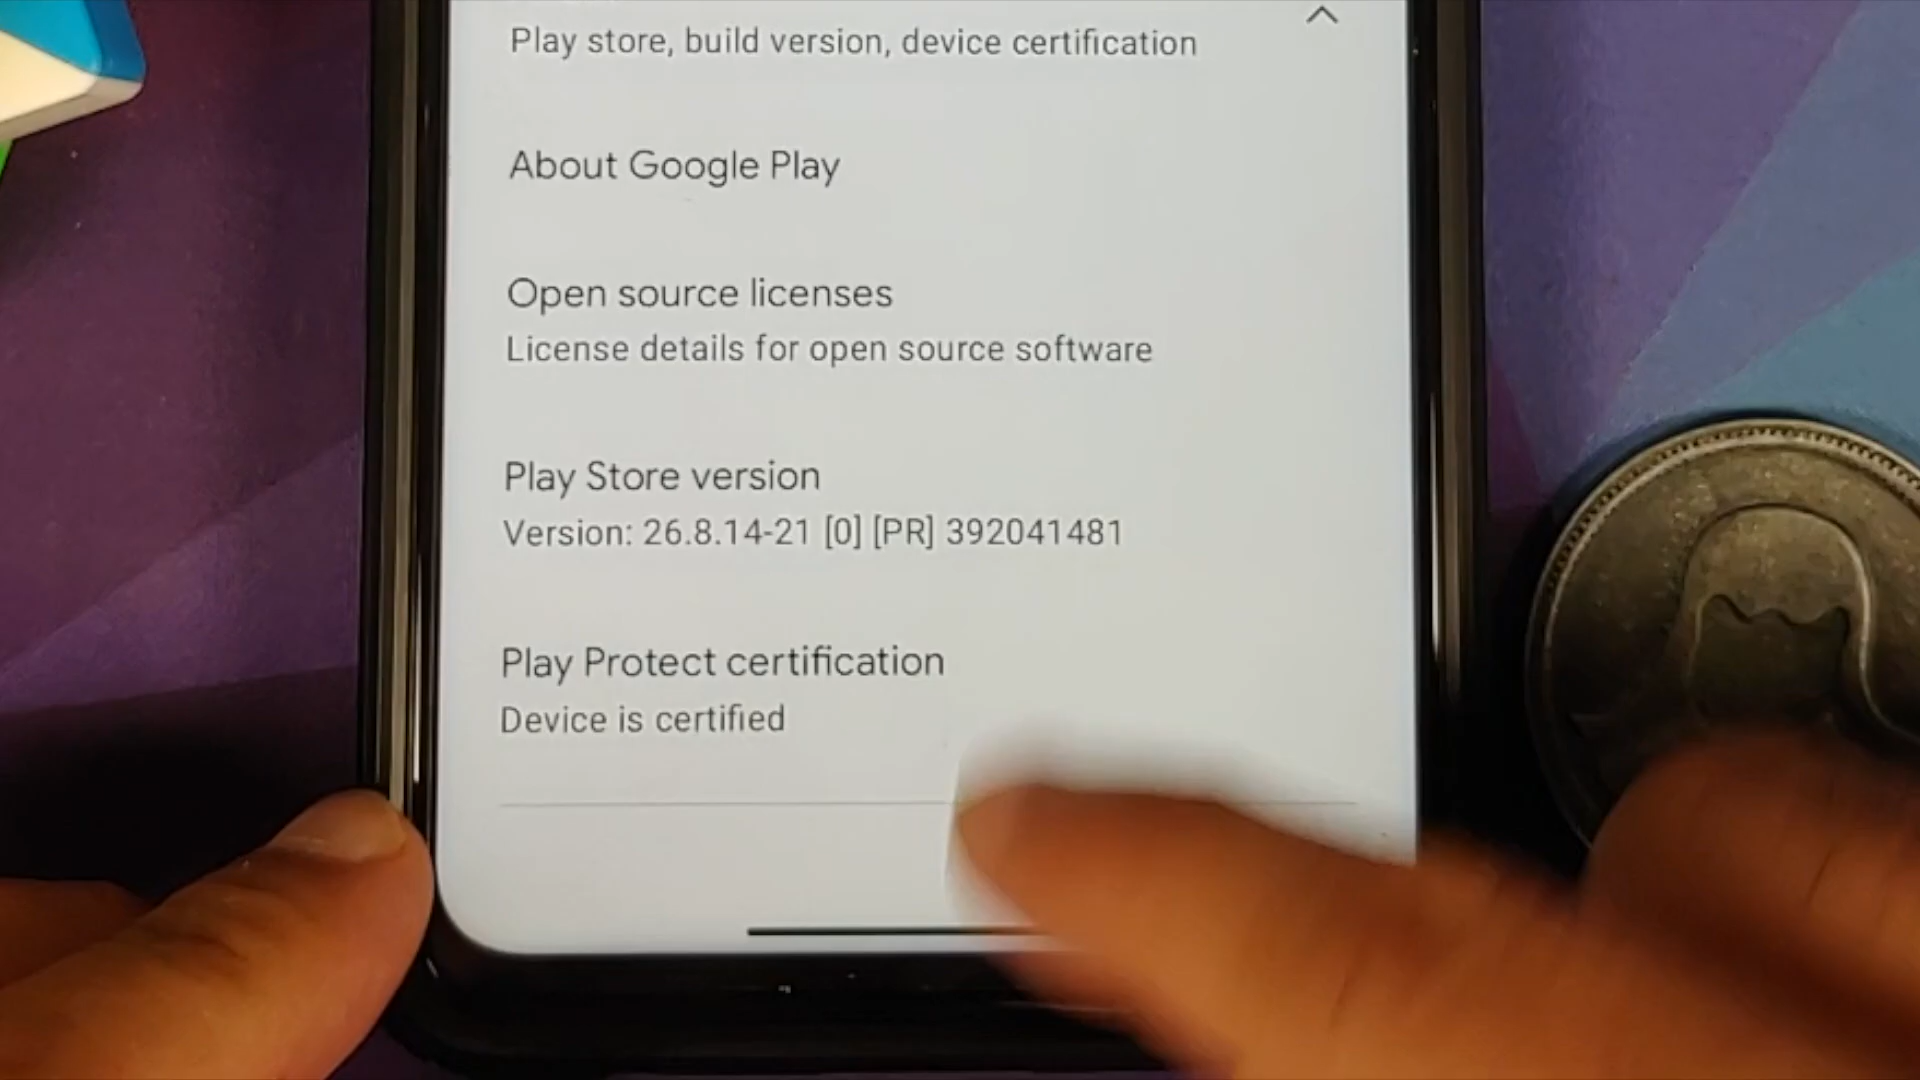 Play store, build version, device certification
About Google Play
Open source licenses
License details for open source software
Play Store version
Version: 26.8.14-21 [0] [PR] 392041481
Play Protect certification
Device is certified